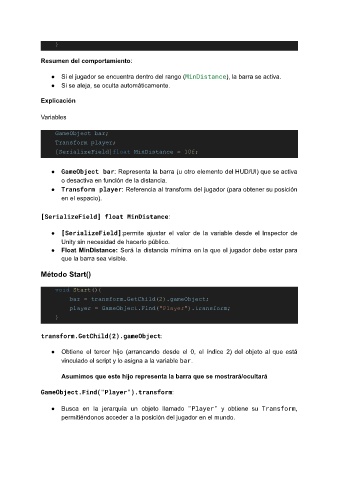 }
Resumen del comportamiento:
● Si el jugador se encuentra dentro del rango (MinDistance), la barra se activa.
● Si se aleja, se oculta automáticamente.
Explicación
Variables
GameObject bar;
Transform player;
[SerializeField]float MinDistance = 10f;
● GameObject bar: Representa la barra (u otro elemento del HUD/UI) que se activa
o desactiva en función de la distancia.
● Transform player: Referencia al transform del jugador (para obtener su posición
en el espacio).
[SerializeField] float MinDistance:
● [SerializeField] permite ajustar el valor de la variable desde el Inspector de
Unity sin necesidad de hacerlo público.
● Float MinDistance: Será la distancia mínima en la que el jugador debe estar para
que la barra sea visible.
Método Start()
void Start(){
bar = transform.GetChild(2).gameObject;
player = GameObject.Find("Player").transform;
}
transform.GetChild(2).gameObject:
● Obtiene el tercer hijo (arrancando desde el 0, el índice 2) del objeto al que está
vinculado el script y lo asigna a la variable bar.
Asumimos que este hijo representa la barra que se mostrará/ocultará
GameObject.Find("Player").transform:
● Busca en la jerarquía un objeto llamado "Player" y obtiene su Transform,
permitiéndonos acceder a la posición del jugador en el mundo.